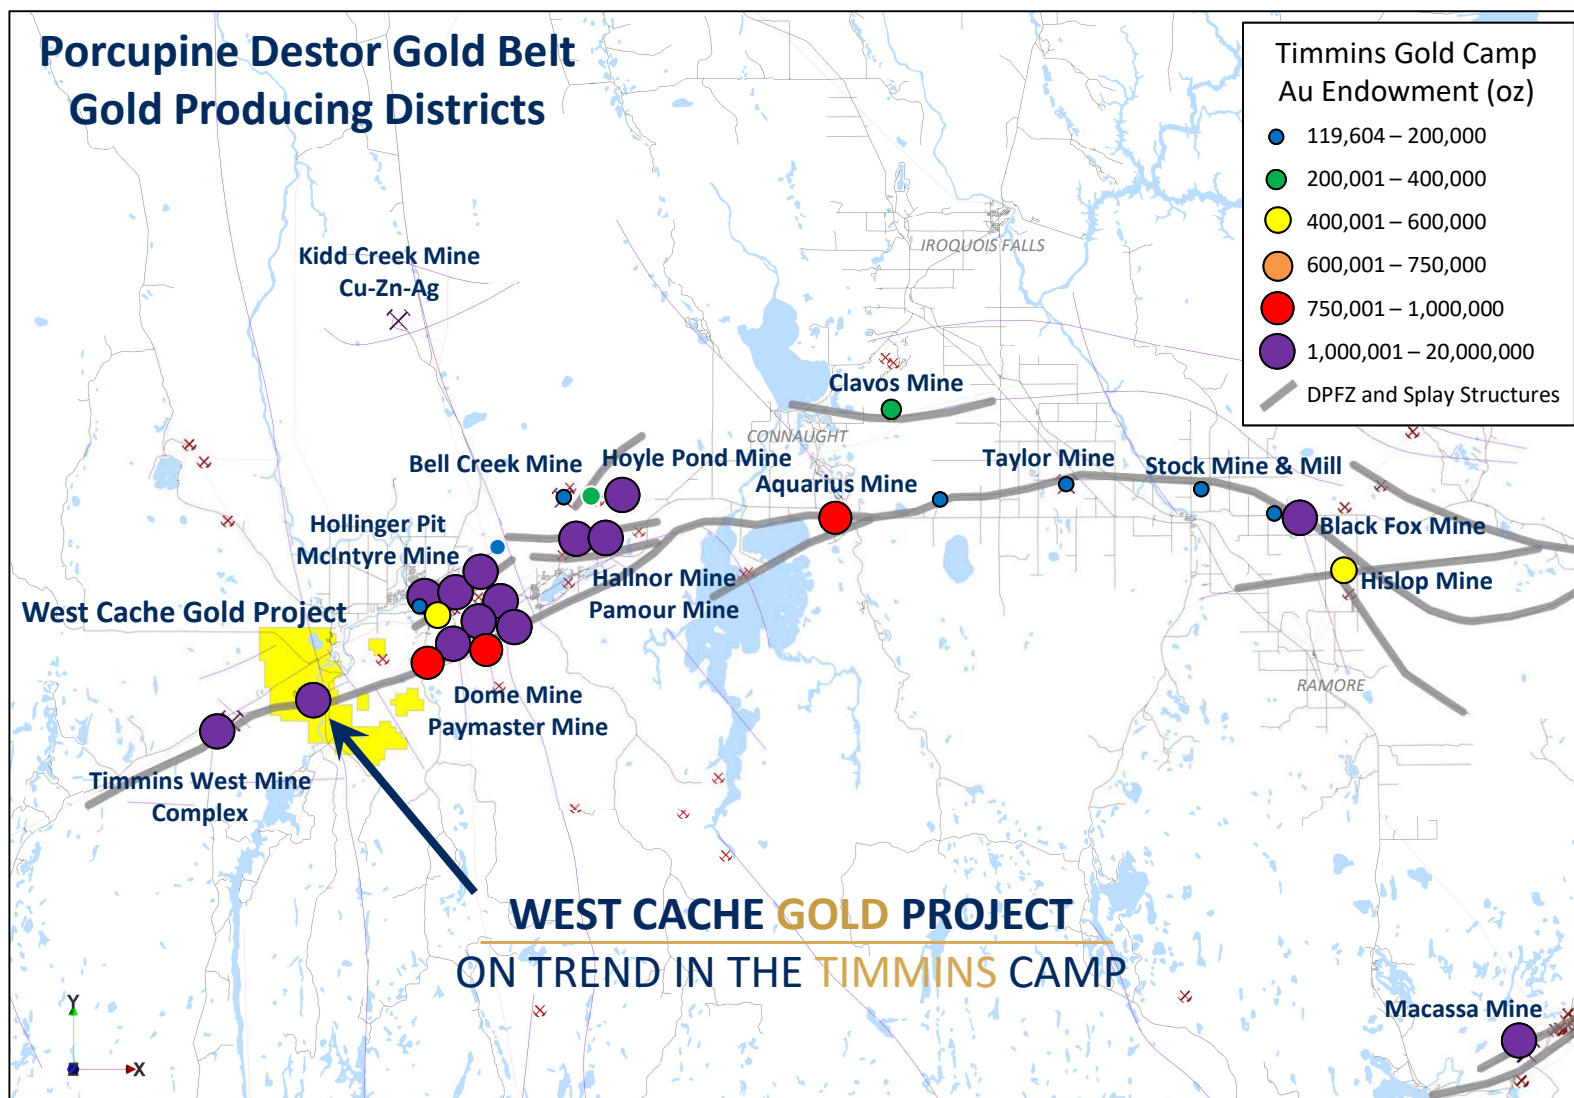 Porcupine Destor Gold Belt
Gold Producing Districts
Timmins Gold Camp
Au Endowment (oz)
119,604 – 200,000
200,001 – 400,000
400,001 – 600,000
600,001 – 750,000
750,001 – 1,000,000
1,000,001 – 20,000,000
DPFZ and Splay Structures
IROQUOIS FALLS
Kidd Creek Mine
Cu-Zn-Ag
Clavos Mine
CONNAUGHT
Bell Creek Mine
Hoyle Pond Mine
Aquarius Mine
Taylor Mine
Stock Mine & Mill
Hollinger Pit
McIntyre Mine
Black Fox Mine
Hallnor Mine
Pamour Mine
Hislop Mine
West Cache Gold Project
RAMORE
Dome Mine
Paymaster Mine
Timmins West Mine
Complex
WEST CACHE GOLD PROJECT
ON TREND IN THE TIMMINS CAMP
Macassa Mine
Y
X